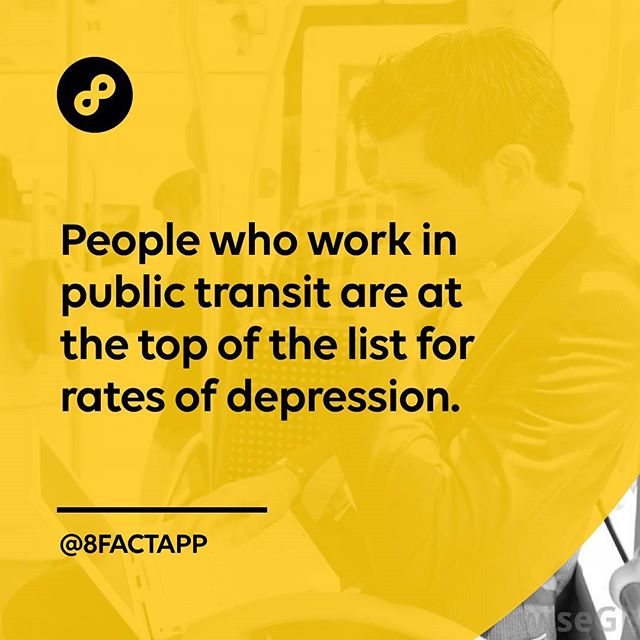 People who work in
public transit are at
the top of the list for
rates of depression.
@8FACTAPP